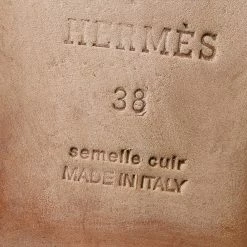 HERMÈS
38
semelle cuir
MADE IN ITALY